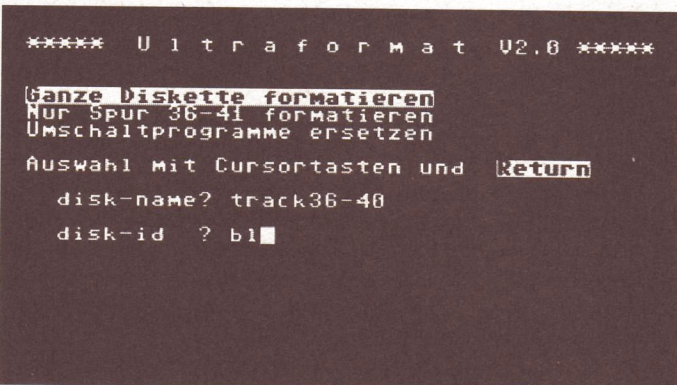 ***** U l t r a f o r m a t V2.0 *****
Ganze Diskette formatieren
Nur Spur 36-41 formatieren
Umschaltprogramme ersetzen
Auswahl mit Cursortasten und Return
disk-name? track36-40
disk-id ? bl